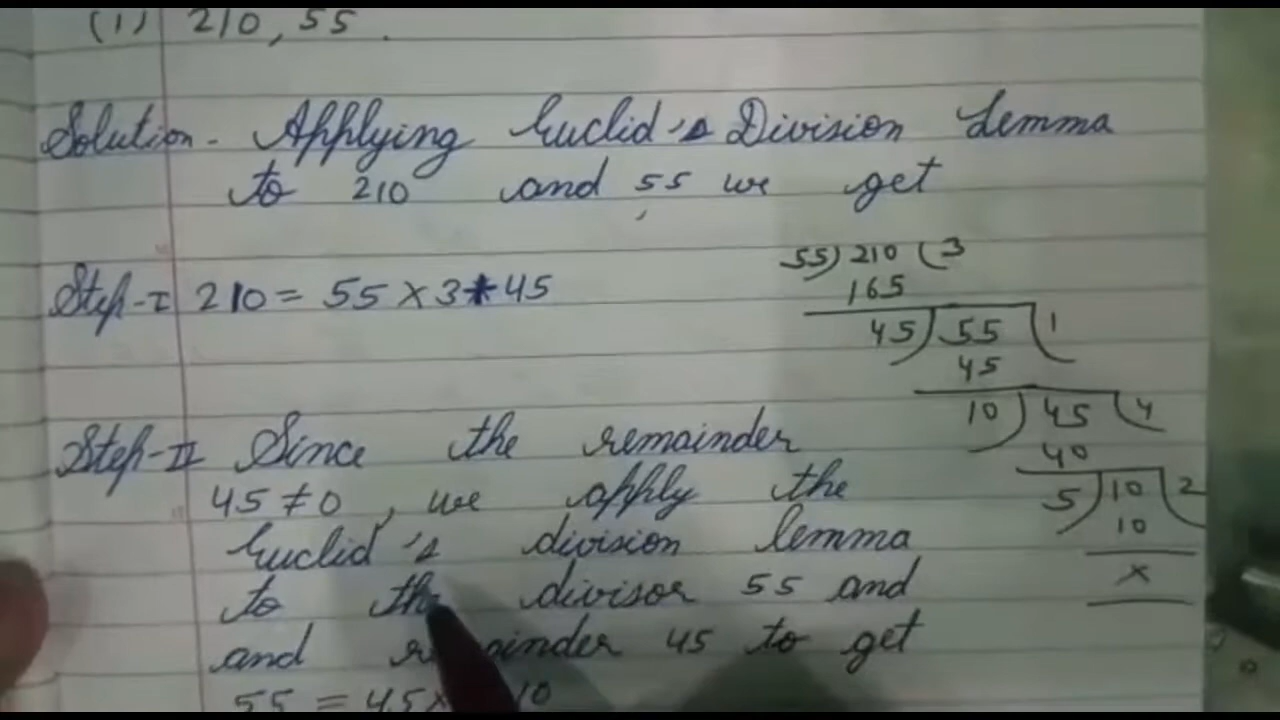 (1) 210, 55.
Solution - Applying Euclid's Division Lemma
to 210 and 55 we get
Step-I 210 = 55 × 3 + 45
55) 210 ( 3
165
45 ) 55 ( 1
45
10 ) 45 ( 4
40
5 ) 10 ( 2
10
×
Step-II Since the remainder
45 ≠ 0, we apply the
Euclid's division lemma
to the divisor 55 and
and remainder 45 to get
55 = 45 × 10